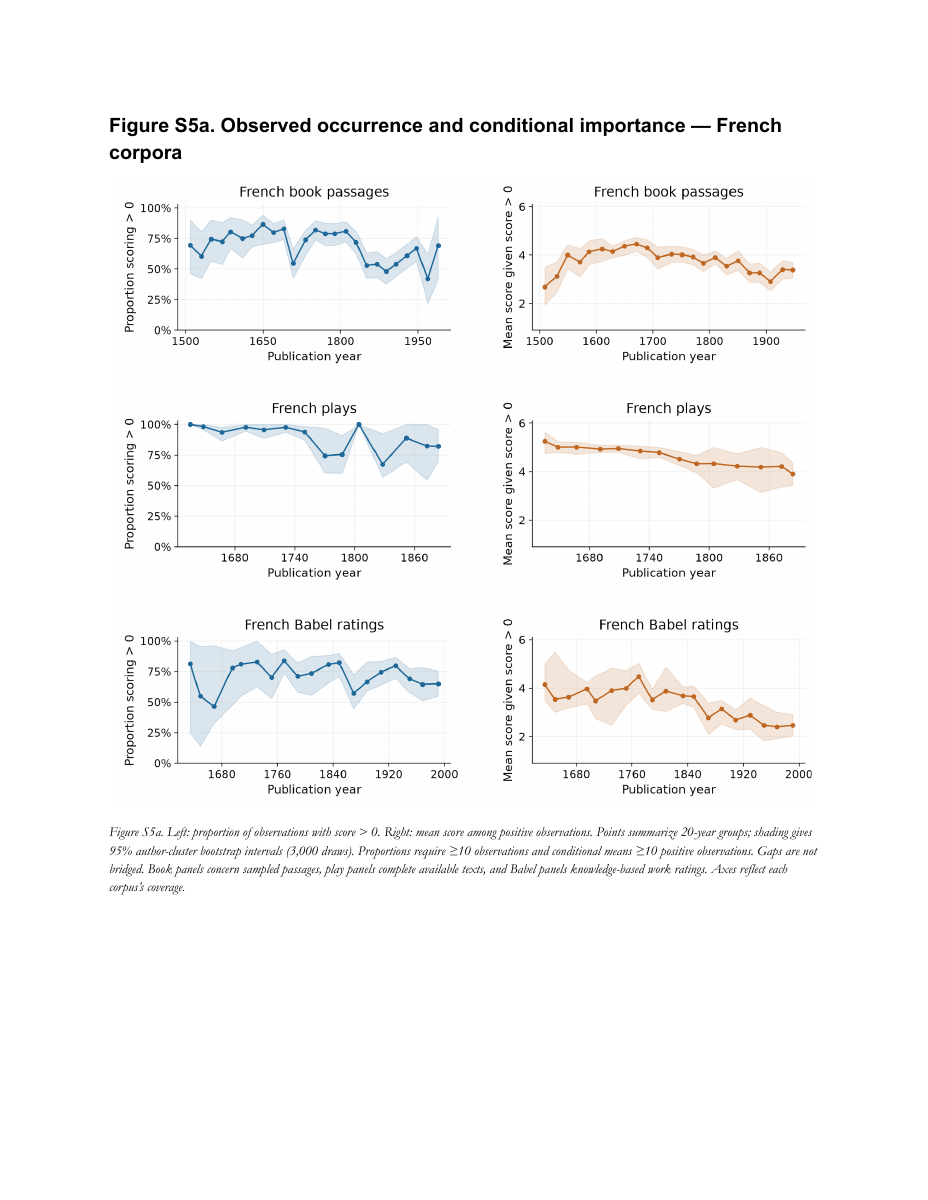 Figure S5a. Observed occurrence and conditional importance — French
corpora
French book passages
Proportion scoring > 0
100%
75%
50%
25%
0%
1500 1650 1800 1950
Publication year
French book passages
Mean score given score > 0
6
4
2
1500 1600 1700 1800 1900
Publication year
French plays
Proportion scoring > 0
100%
75%
50%
25%
0%
1680 1740 1800 1860
Publication year
French plays
Mean score given score > 0
6
4
2
1680 1740 1800 1860
Publication year
French Babel ratings
Proportion scoring > 0
100%
75%
50%
25%
0%
1680 1760 1840 1920 2000
Publication year
French Babel ratings
Mean score given score > 0
6
4
2
1680 1760 1840 1920 2000
Publication year
Figure S5a. Left: proportion of observations with score > 0. Right: mean score among positive observations. Points summarize 20-year groups; shading gives
95% author-cluster bootstrap intervals (3,000 draws). Proportions require ≥10 observations and conditional means ≥10 positive observations. Gaps are not
bridged. Book panels concern sampled passages, play panels complete available texts, and Babel panels knowledge-based work ratings. Axes reflect each
corpus's coverage.